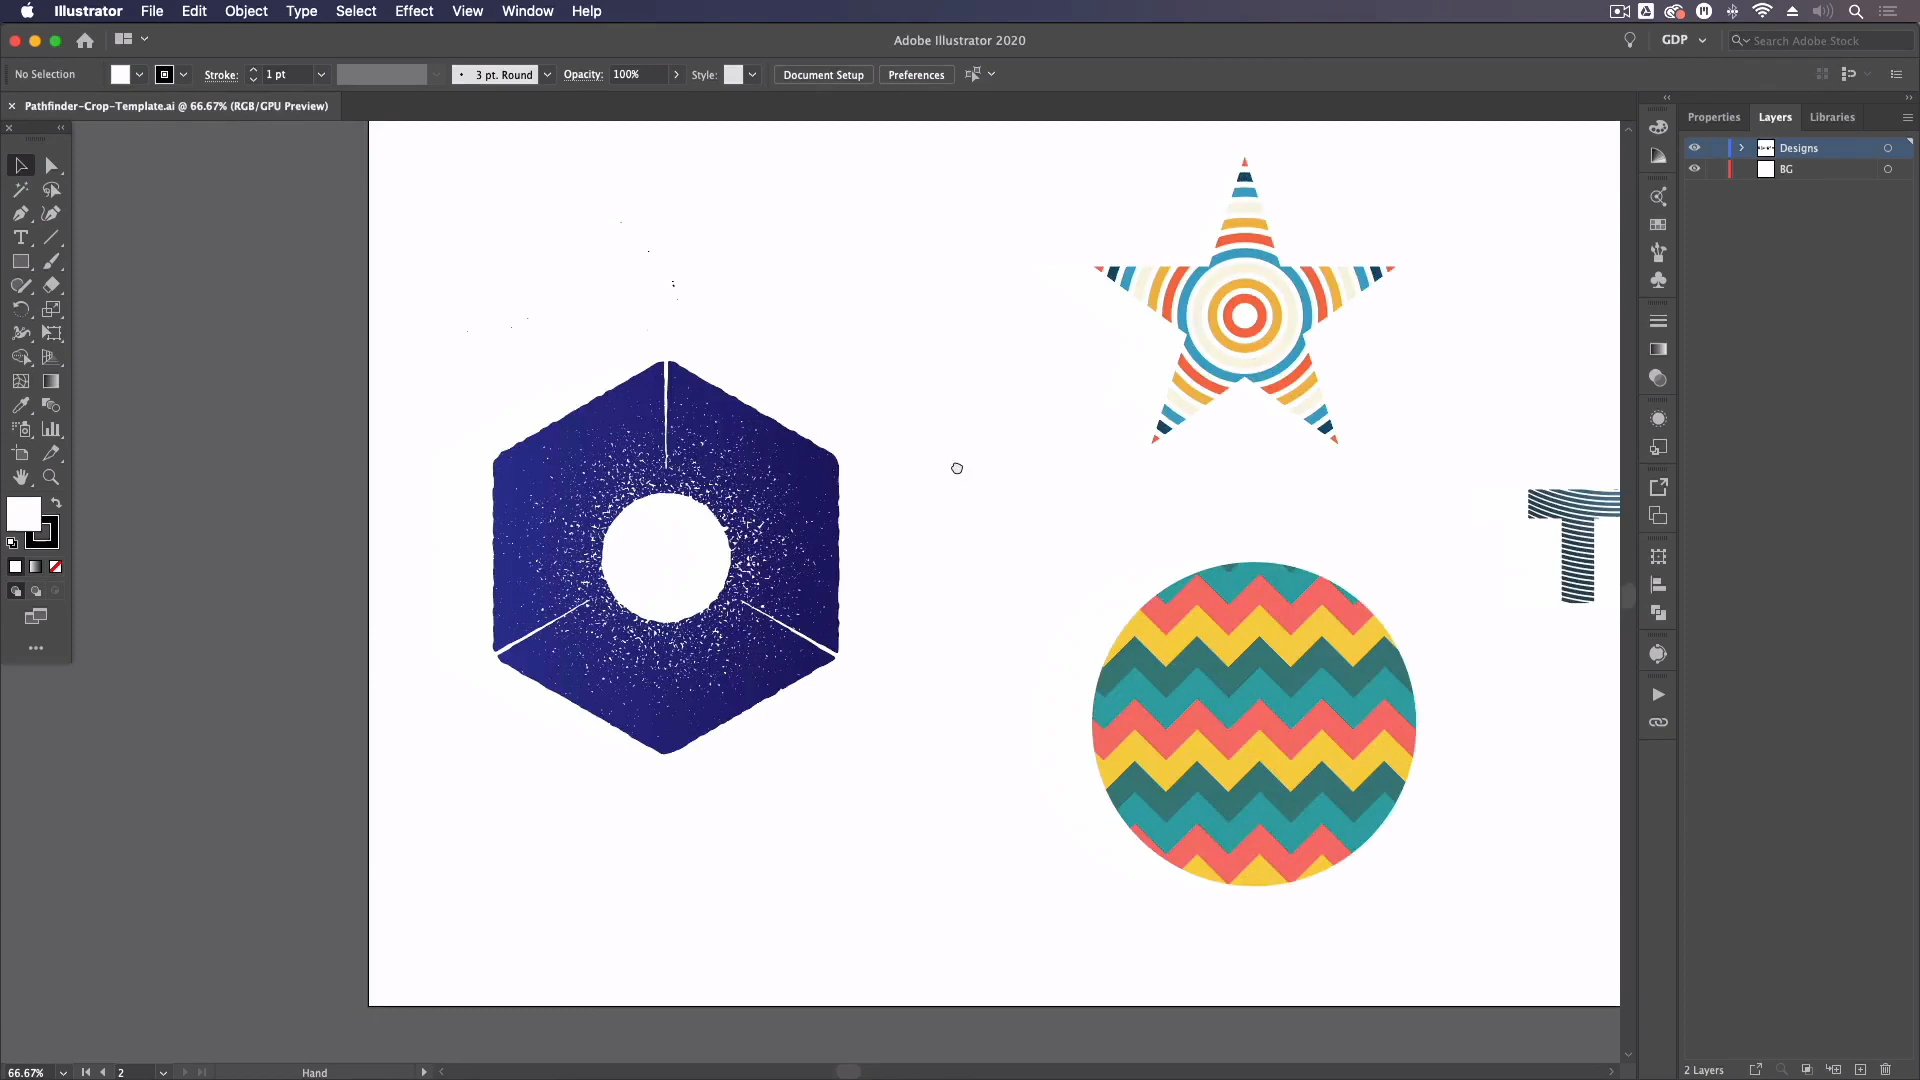 Illustrator File Edit Object Type Select Effect View Window Help
Adobe Illustrator 2020
GDP
Search Adobe Stock
No Selection
Stroke: 1 pt
3 pt. Round
Opacity: 100%
Style:
Document Setup
Preferences
Pathfinder-Crop-Template.ai @ 66.67% (RGB/GPU Preview)
Properties Layers Libraries
Designs
BG
T
66.67%
2
Hand
2 Layers